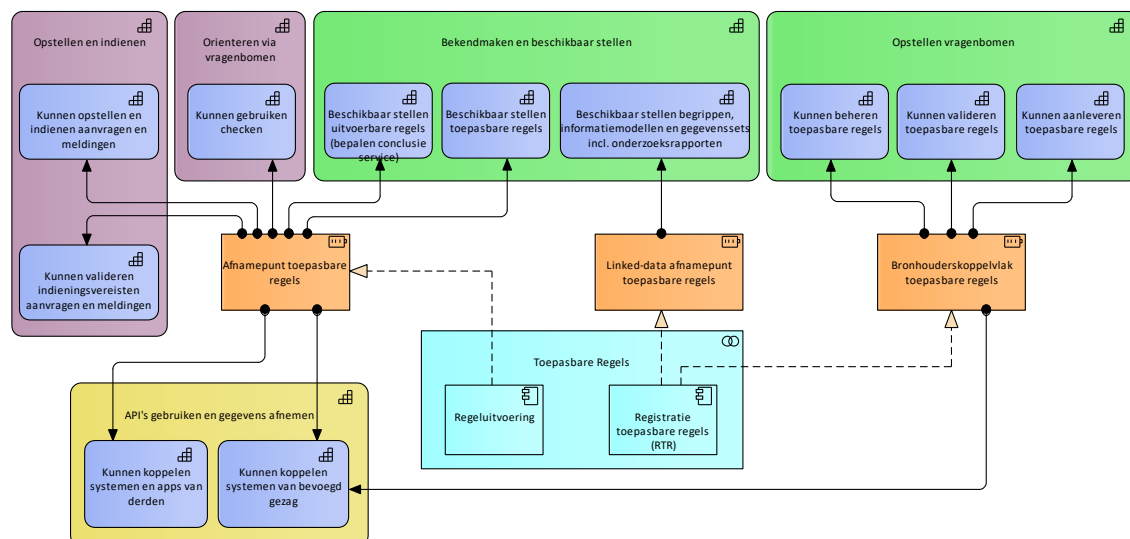 Opstellen en indienen
Kunnen opstellen en
indienen aanvragen en
meldingen
Kunnen valideren
indieningsvereisten
aanvragen en meldingen
Orienteren via
vragenbomen
Kunnen gebruiken
checken
Bekendmaken en beschikbaar stellen
Beschikbaar stellen
uitvoerbare regels
(bepalen conclusie
service)
Beschikbaar stellen
toepasbare regels
Beschikbaar stellen begrippen,
informatiemodellen en gegevenssets
incl. onderzoeksrapporten
Opstellen vragenbomen
Kunnen beheren
toepasbare regels
Kunnen valideren
toepasbare regels
Kunnen aanleveren
toepasbare regels
Afnamepunt toepasbare
regels
Linked-data afnamepunt
toepasbare regels
Bronhouderskoppelvlak
toepasbare regels
Toepasbare Regels
Regeluitvoering
Registratie
toepasbare regels
(RTR)
API's gebruiken en gegevens afnemen
Kunnen koppelen
systemen en apps van
derden
Kunnen koppelen
systemen van bevoegd
gezag